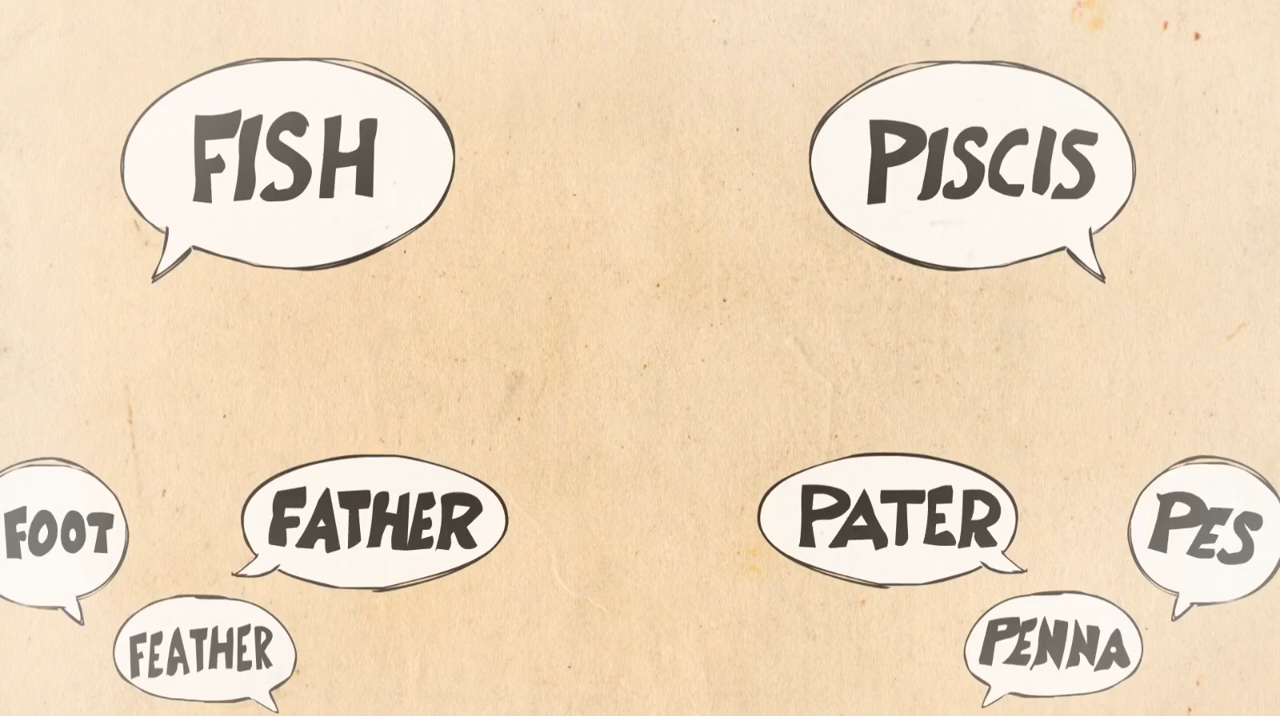 FISH
PISCIS
FOOT
FATHER
PATER
PES
FEATHER
PENNA